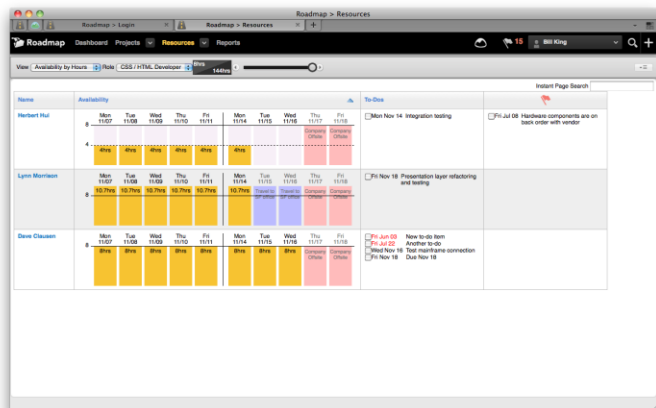 Roadmap > Resources
Roadmap > Login
Roadmap > Resources
Roadmap
Dashboard Projects Resources Reports
15 Bill King
View Availability by Hours Role CSS / HTML Developer 8hrs 144hrs
Instant Page Search
Name Availability To-Dos
Herbert Hui
Mon Tue Wed Thu Fri Mon Tue Wed Thu Fri
11/07 11/08 11/09 11/10 11/11 11/14 11/15 11/16 11/17 11/18
8
Company Offsite Company Offsite
4
4hrs 4hrs 4hrs 4hrs 4hrs 4hrs
Mon Nov 14 Integration testing
Fri Jul 08 Hardware components are on
back order with vendor
Lynn Morrison
Mon Tue Wed Thu Fri Mon Tue Wed Thu Fri
11/07 11/08 11/09 11/10 11/11 11/14 11/15 11/16 11/17 11/18
8
10.7hrs 10.7hrs 10.7hrs 10.7hrs 10.7hrs 10.7hrs Travel to SF office Travel to SF office Company Offsite Company Offsite
Fri Nov 18 Presentation layer refactoring
and testing
Dave Clausen
Mon Tue Wed Thu Fri Mon Tue Wed Thu Fri
11/07 11/08 11/09 11/10 11/11 11/14 11/15 11/16 11/17 11/18
8
8hrs 8hrs 8hrs 8hrs 8hrs 8hrs 8hrs 8hrs Company Offsite Company Offsite
Fri Jun 03 New to-do item
Fri Jul 22 Another to-do
Wed Nov 16 Test mainframe connection
Fri Nov 18 Due Nov 18